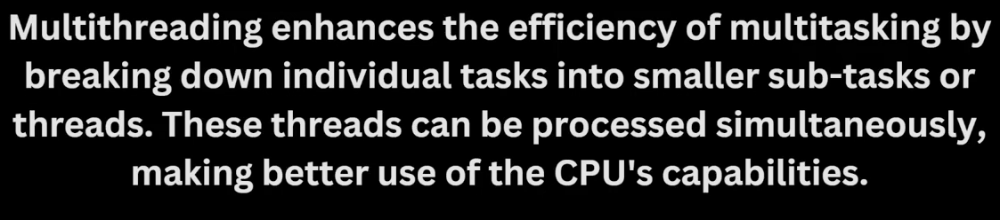 Multithreading enhances the efficiency of multitasking by
breaking down individual tasks into smaller sub-tasks or
threads. These threads can be processed simultaneously,
making better use of the CPU's capabilities.